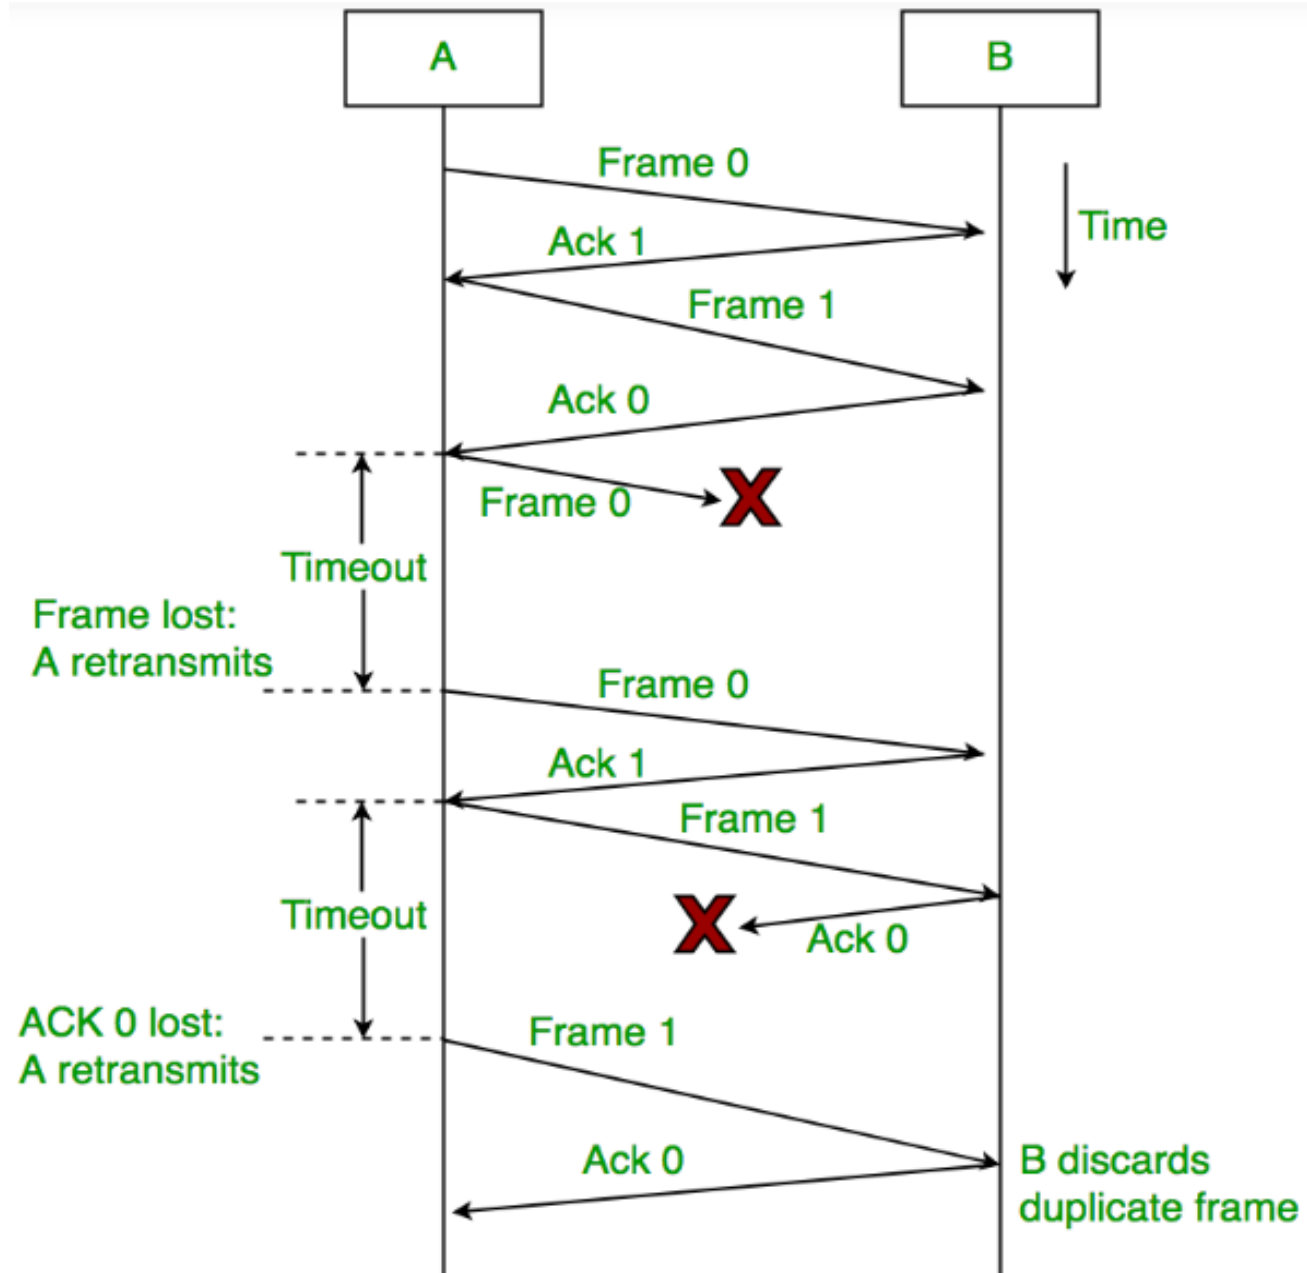 A
B
Frame 0
Time
Ack 1
Frame 1
Ack 0
Frame 0
Timeout
Frame lost:
A retransmits
Frame 0
Ack 1
Frame 1
Timeout
Ack 0
ACK 0 lost:
A retransmits
Frame 1
Ack 0
B discards
duplicate frame